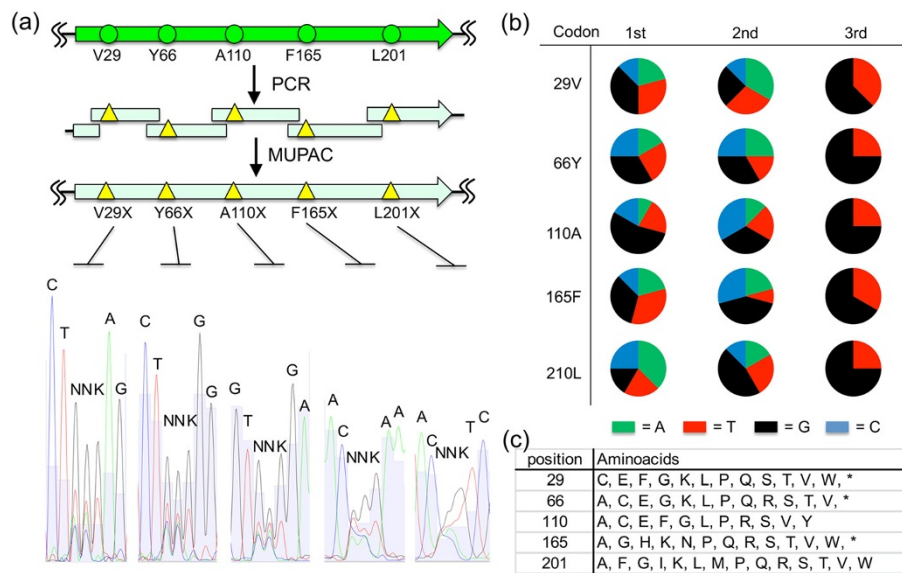 (a)
V29 Y66 A110 F165 L201
PCR
MUPAC
V29X Y66X A110X F165X L201X
C T NNK A G
C T NNK G G
G T NNK G A
A C NNK A A
A C NNK T C
(b)
Codon 1st 2nd 3rd
29V
66Y
110A
165F
210L
= A = T = G = C
(c)
position Aminoacids
29 C, E, F, G, K, L, P, Q, S, T, V, W, *
66 A, C, E, G, K, L, P, Q, R, S, T, V, *
110 A, C, E, F, G, L, P, R, S, V, Y
165 A, G, H, K, N, P, Q, R, S, T, V, W, *
201 A, F, G, I, K, L, M, P, Q, R, S, T, V, W